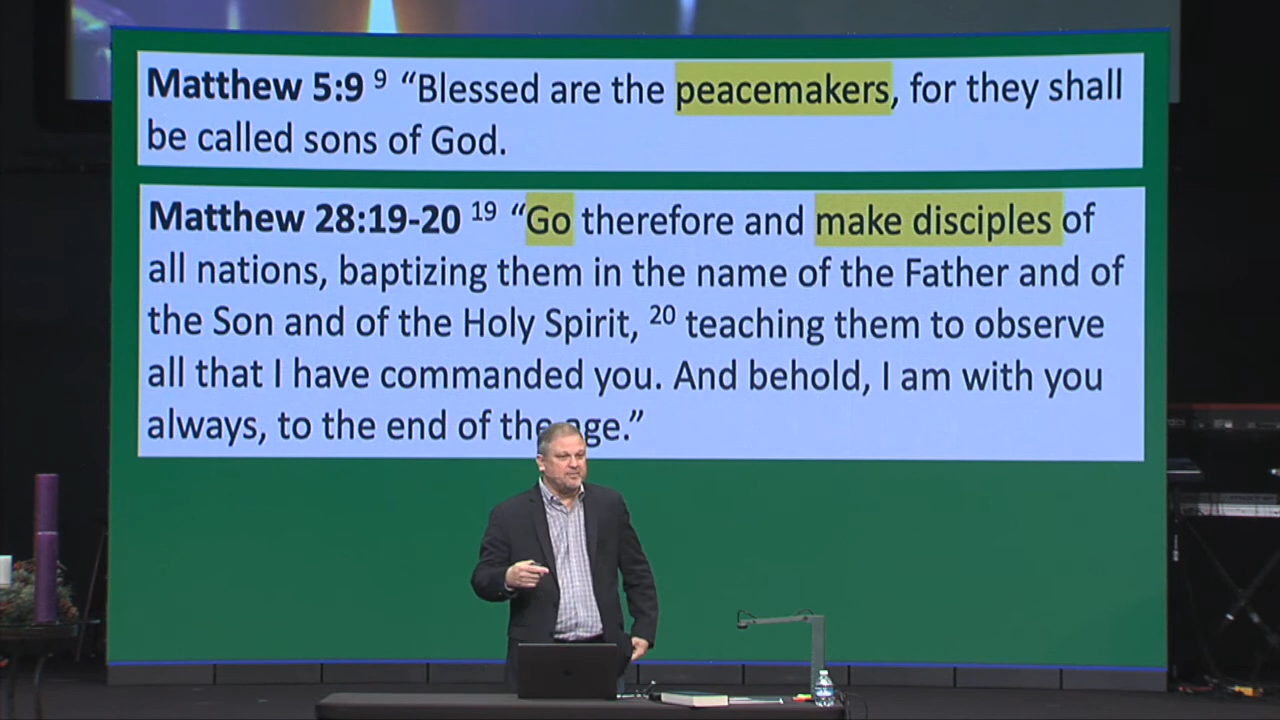 Matthew 5:9 ⁹ “Blessed are the peacemakers, for they shall
be called sons of God.
Matthew 28:19-20 ¹⁹ “Go therefore and make disciples of
all nations, baptizing them in the name of the Father and of
the Son and of the Holy Spirit, ²⁰ teaching them to observe
all that I have commanded you. And behold, I am with you
always, to the end of the age.”